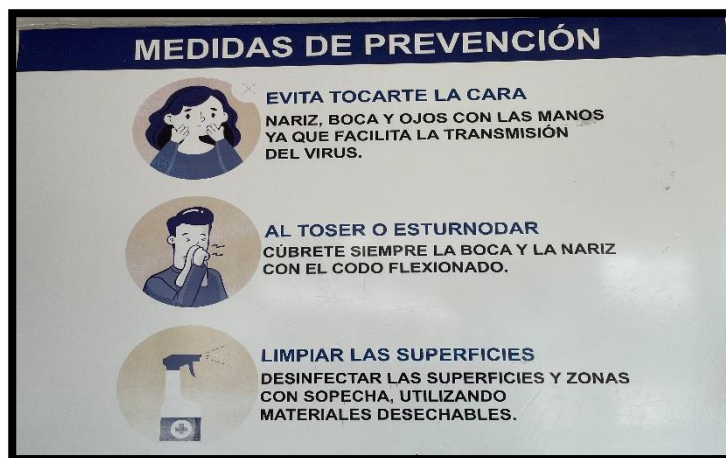 MEDIDAS DE PREVENCIÓN
EVITA TOCARTE LA CARA
NARIZ, BOCA Y OJOS CON LAS MANOS
YA QUE FACILITA LA TRANSMISIÓN
DEL VIRUS.
AL TOSER O ESTURNODAR
CÚBRETE SIEMPRE LA BOCA Y LA NARIZ
CON EL CODO FLEXIONADO.
LIMPIAR LAS SUPERFICIES
DESINFECTAR LAS SUPERFICIES Y ZONAS
CON SOPECHA, UTILIZANDO
MATERIALES DESECHABLES.